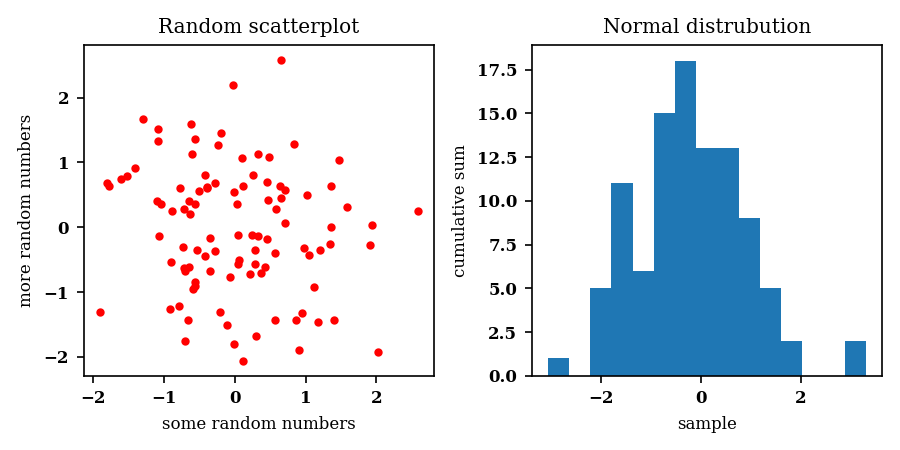 Random scatterplot
more random numbers
2
1
0
−1
−2
−2 −1 0 1 2
some random numbers
Normal distrubution
cumulative sum
17.5
15.0
12.5
10.0
7.5
5.0
2.5
0.0
−2 0 2
sample